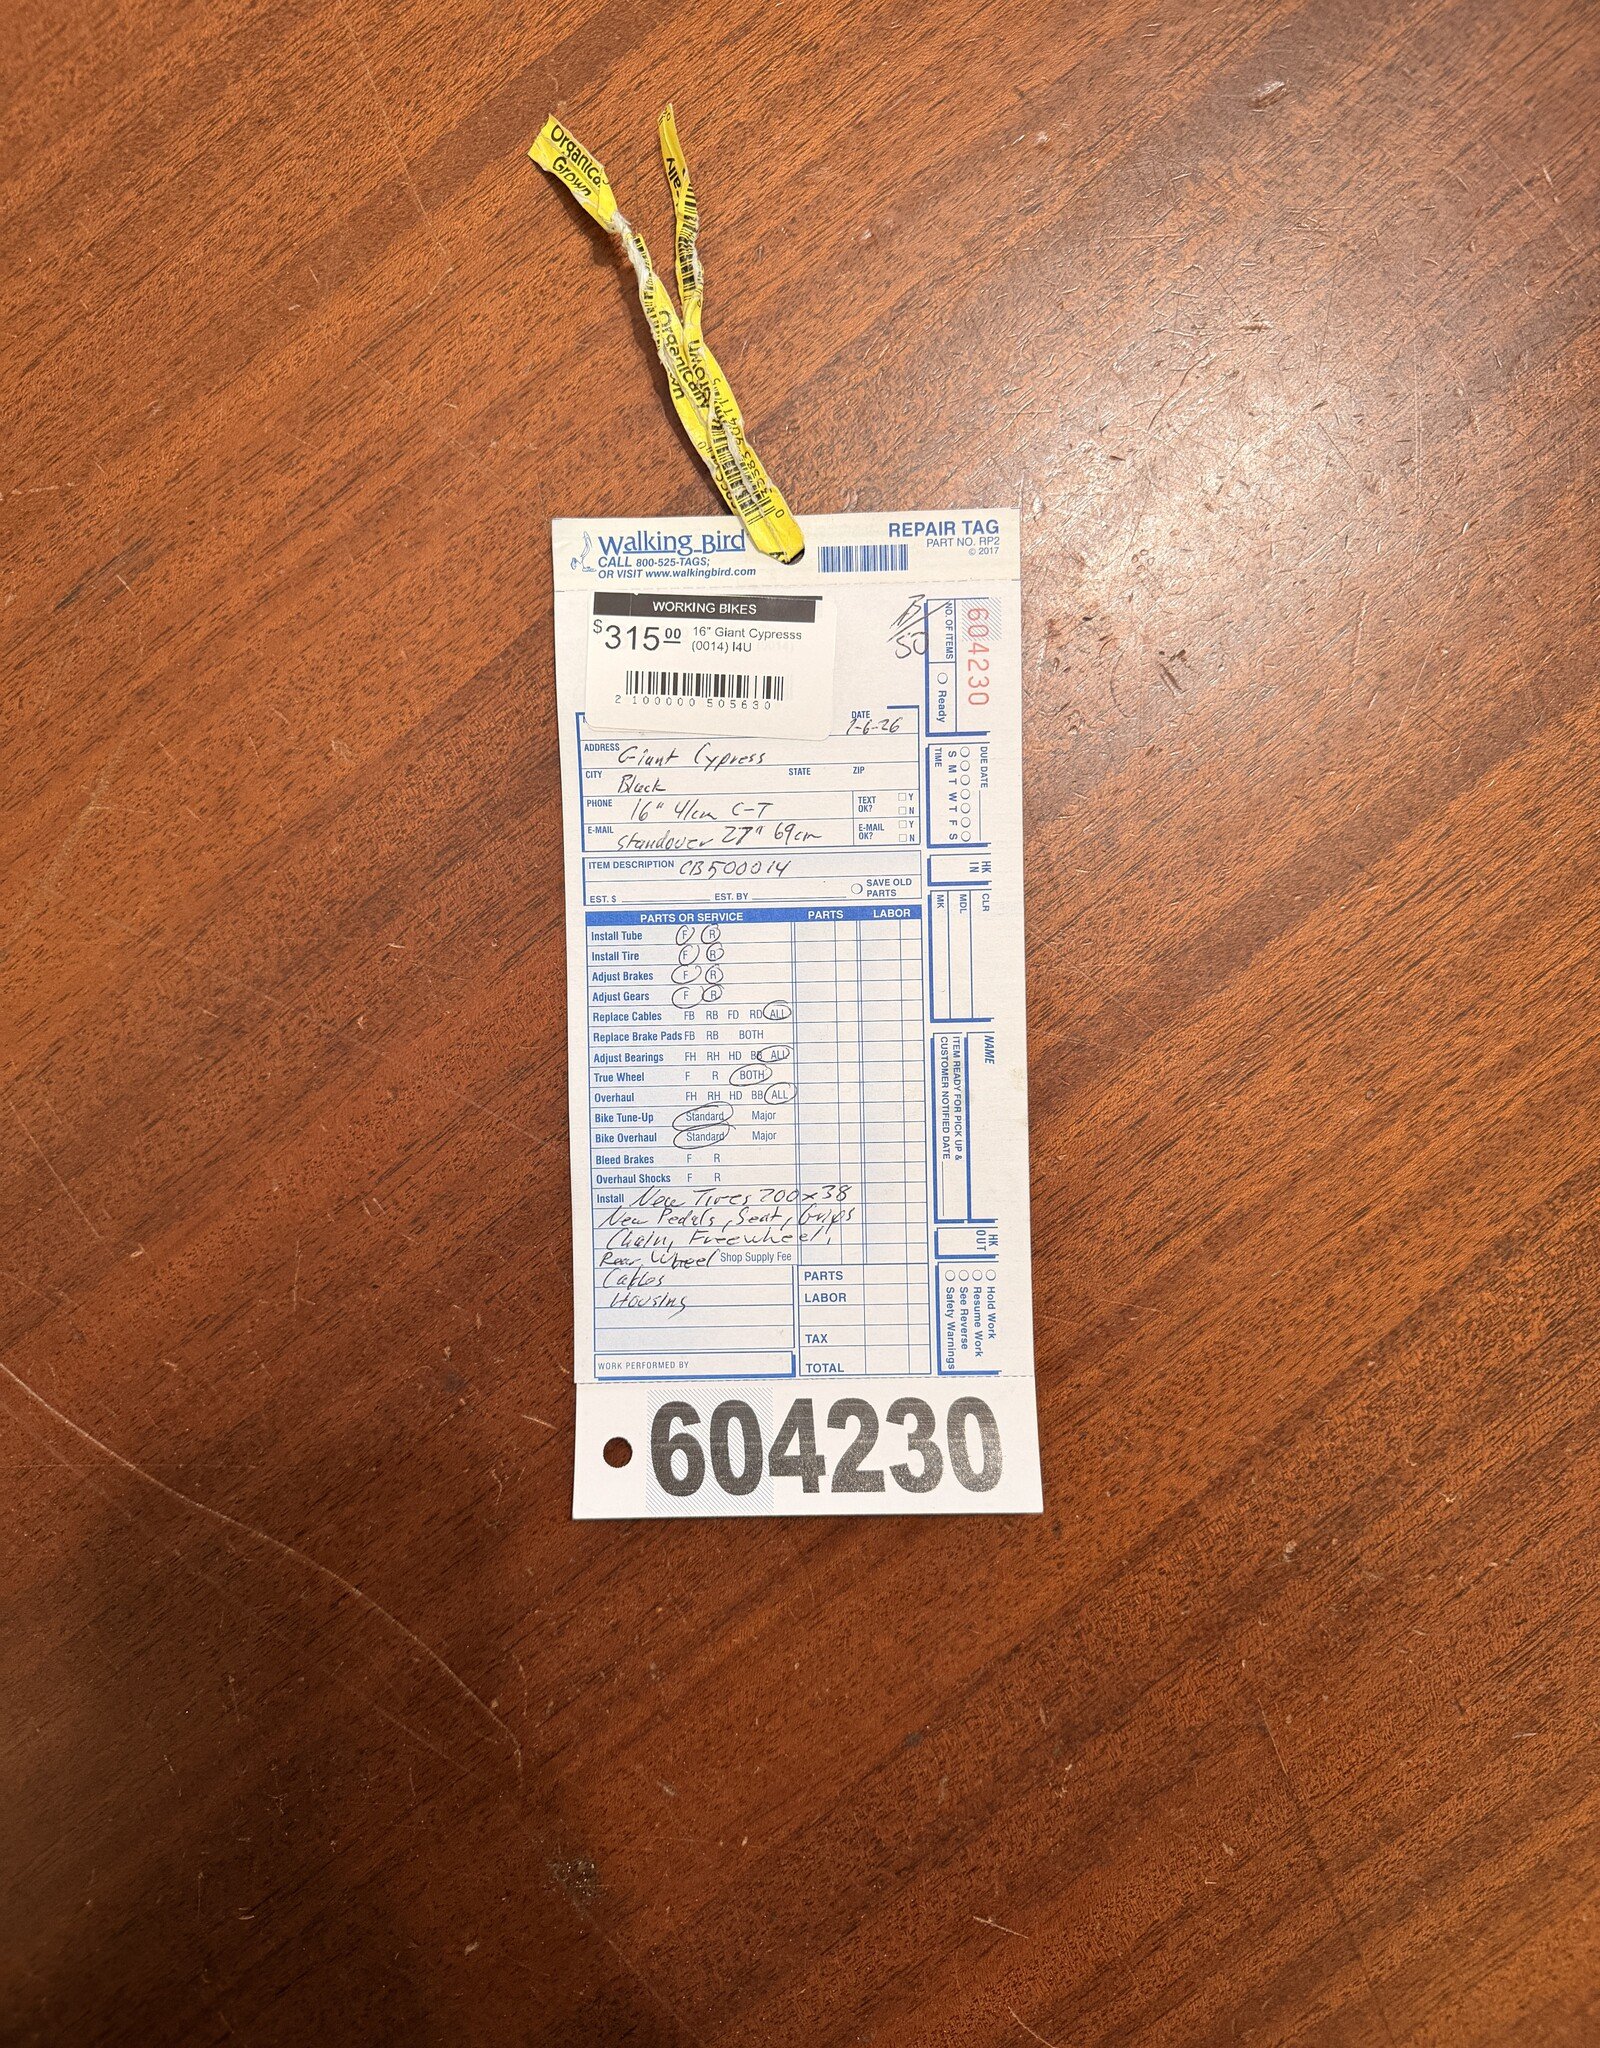 Organically
Grown
Organically
Walking Bird
CALL 800-525-TAGS;
OR VISIT www.walkingbird.com
REPAIR TAG
PART NO. RP2
© 2017
WORKING BIKES
$315.00 16" Giant Cypresss
(0014) I4U
2 100000 505630
50
604230
NO. OF ITEMS
Ready
DATE
ADDRESS Giant Cypress
CITY Black STATE ZIP
PHONE 16" 41cm C-T TEXT OK? Y N
E-MAIL standover 27" 69cm E-MAIL OK? Y N
DUE DATE
S M T W T F S
TIME
ITEM DESCRIPTION CB500014
EST. $ EST. BY SAVE OLD PARTS
HK IN
CLR
MDL
MK
PARTS OR SERVICE PARTS LABOR
Install Tube F R
Install Tire F R
Adjust Brakes F R
Adjust Gears F R
Replace Cables FB RB FD RD ALL
Replace Brake Pads FB RB BOTH
Adjust Bearings FH RH HD BB ALL
True Wheel F R BOTH
Overhaul FH RH HD BB ALL
Bike Tune-Up Standard Major
Bike Overhaul Standard Major
Bleed Brakes F R
Overhaul Shocks F R
Install New Tires 700x38
New Pedals, Seat, Grips
Chain, Freewheel,
Rear Wheel Shop Supply Fee
Cables
Housing
PARTS
LABOR
TAX
TOTAL
WORK PERFORMED BY
NAME
ITEM READY FOR PICK UP &
CUSTOMER NOTIFIED DATE
HK OUT
Hold Work
Resume Work
See Reverse
Safety Warnings
604230